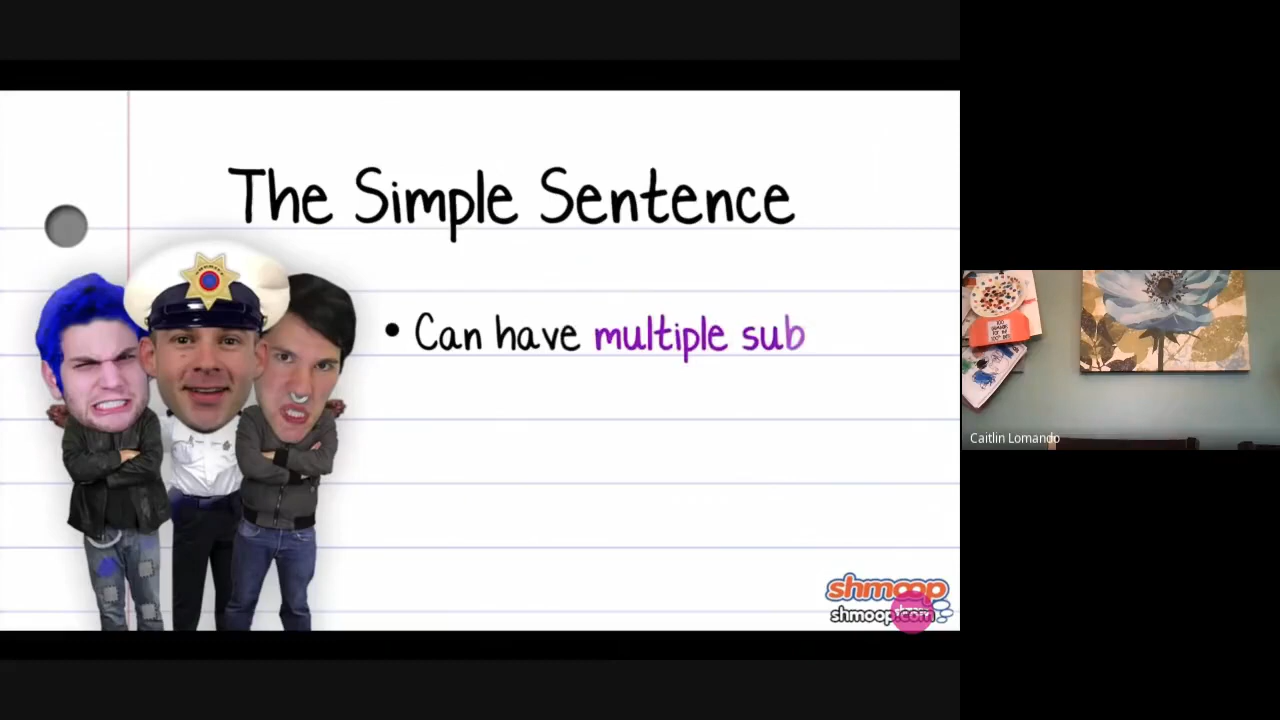 The Simple Sentence
• Can have multiple sub
shmoop
shmoop.com
Caitlin Lomando